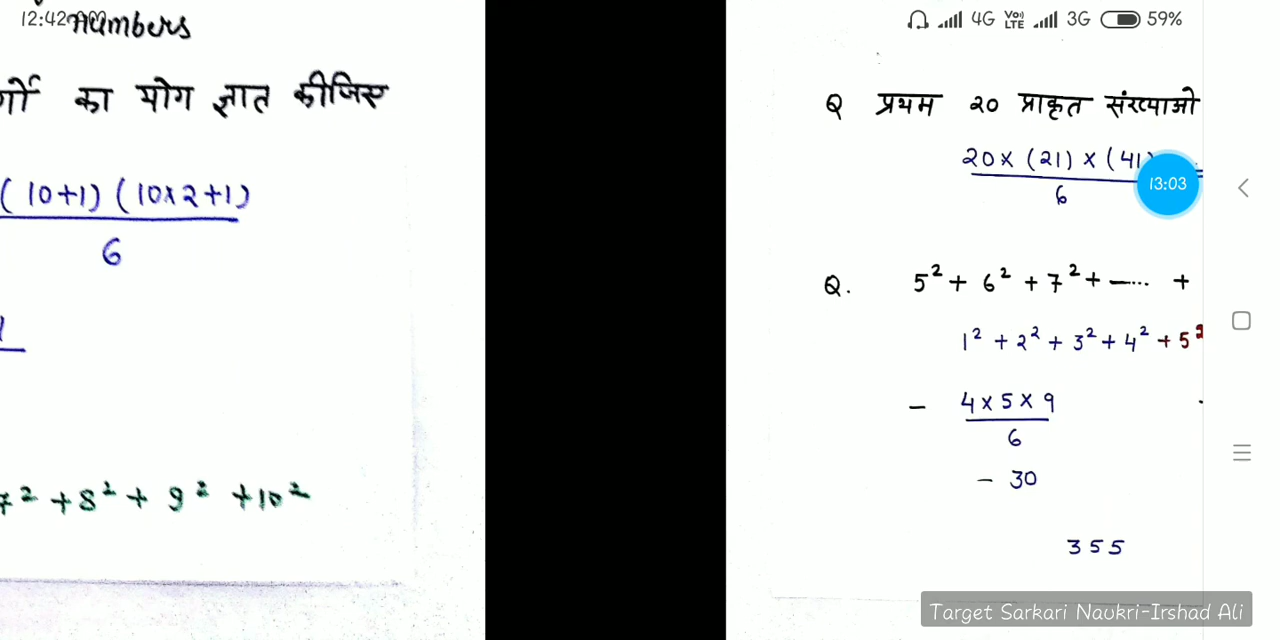 12:42
numbers
र्गों का योग ज्ञात कीजिए
( 10+1) (10×2+1)
6
7² + 8² + 9² + 10²
4G VoLTE 3G 59%
Q प्रथम 20 प्राकृत संख्याओ
20 × (21) × (41)
6
13:03
Q. 5² + 6² + 7² + —.... +
1² + 2² + 3² + 4² + 5²
- 4 × 5 × 9
6
- 30
355
Target Sarkari Naukri-Irshad Ali